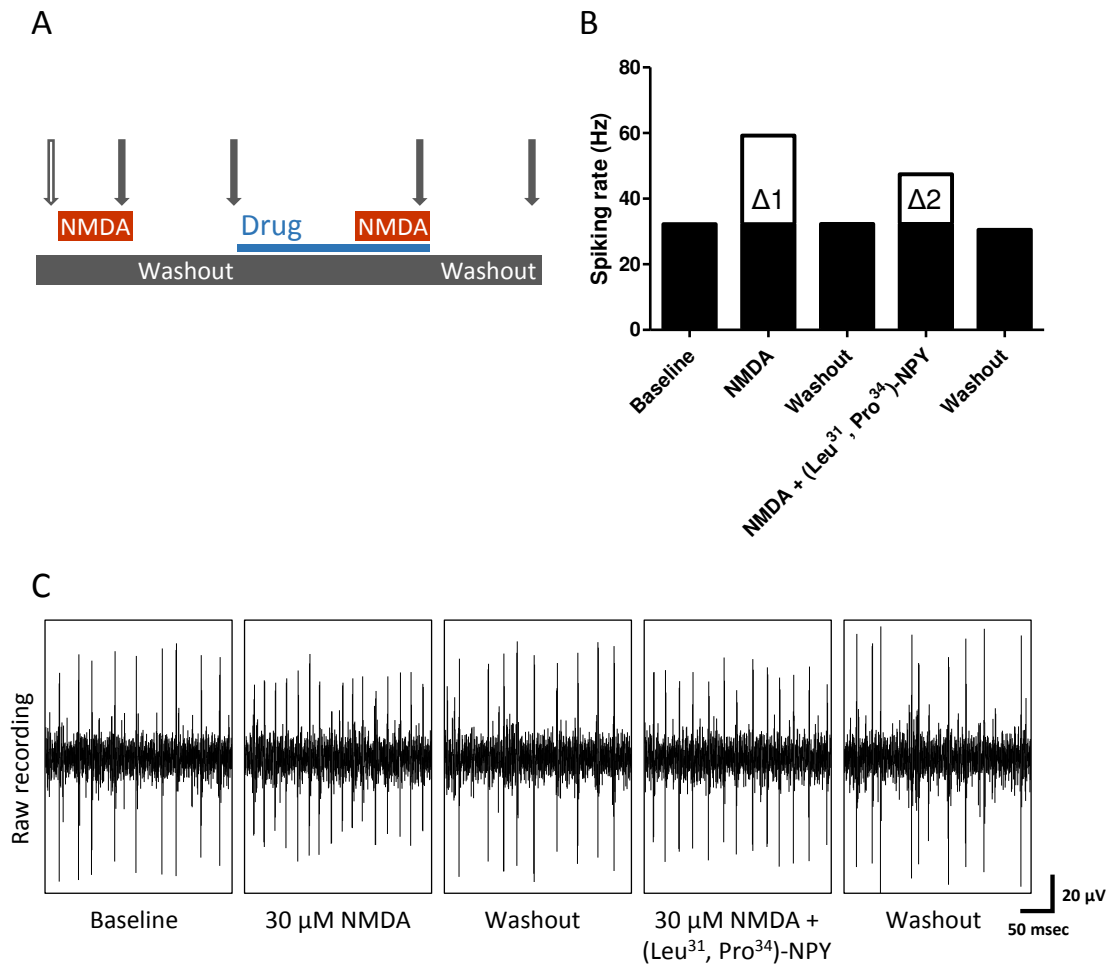 A
NMDA
Drug
NMDA
Washout
Washout
B
Spiking rate (Hz)
80
60
40
20
0
Δ1
Δ2
Baseline
NMDA
Washout
NMDA + (Leu³¹, Pro³⁴)-NPY
Washout
C
Raw recording
Baseline
30 µM NMDA
Washout
30 µM NMDA +
(Leu³¹, Pro³⁴)-NPY
Washout
20 µV
50 msec